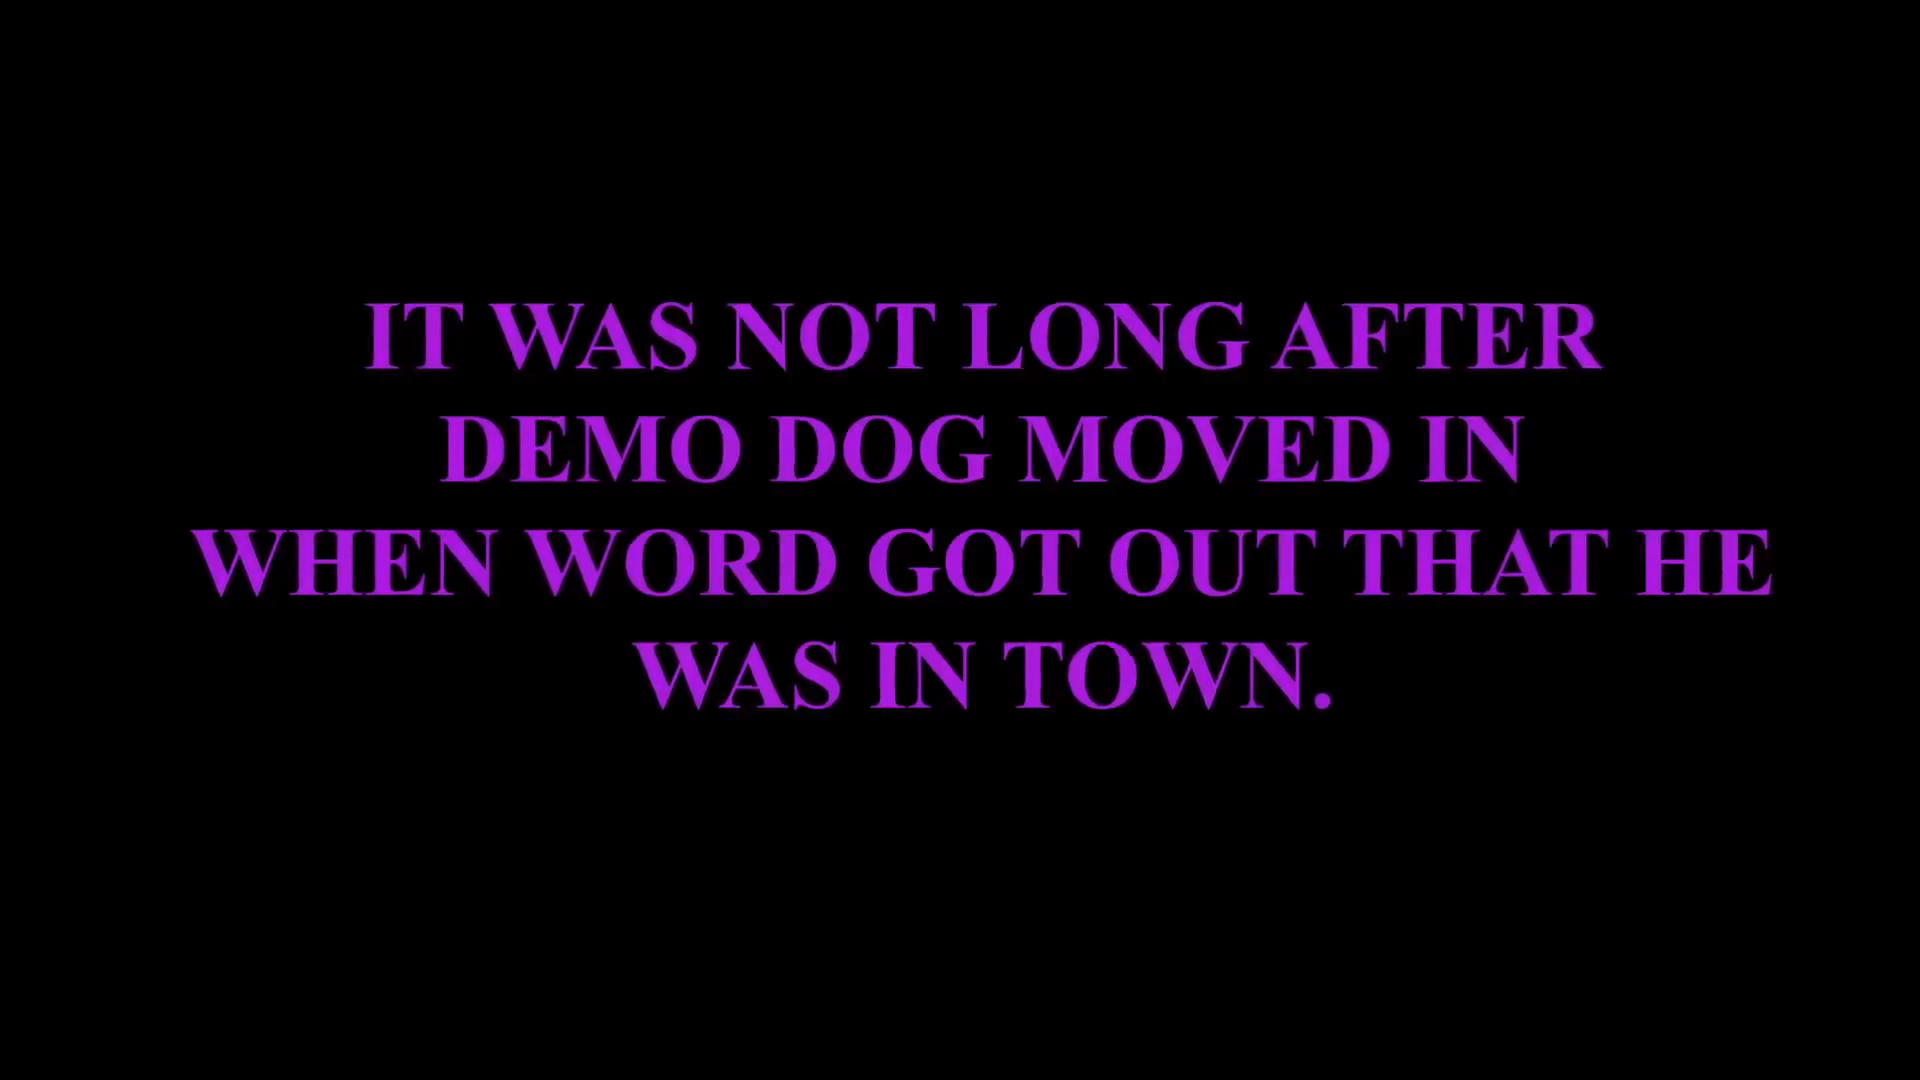 IT WAS NOT LONG AFTER
DEMO DOG MOVED IN
WHEN WORD GOT OUT THAT HE
WAS IN TOWN.